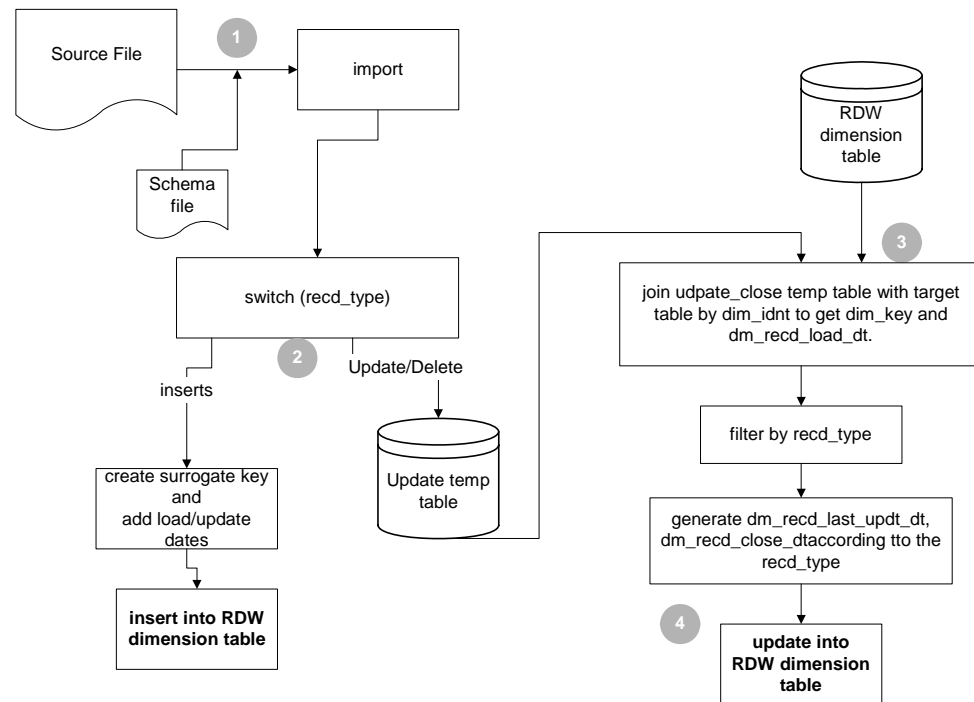 Source File
1
import
Schema
file
RDW
dimension
table
3
switch (recd_type)
2
inserts
Update/Delete
create surrogate key
and
add load/update
dates
Update temp
table
insert into RDW
dimension table
join udpate_close temp table with target
table by dim_idnt to get dim_key and
dm_recd_load_dt.
filter by recd_type
generate dm_recd_last_updt_dt,
dm_recd_close_dtaccording tto the
recd_type
4
update into
RDW dimension
table